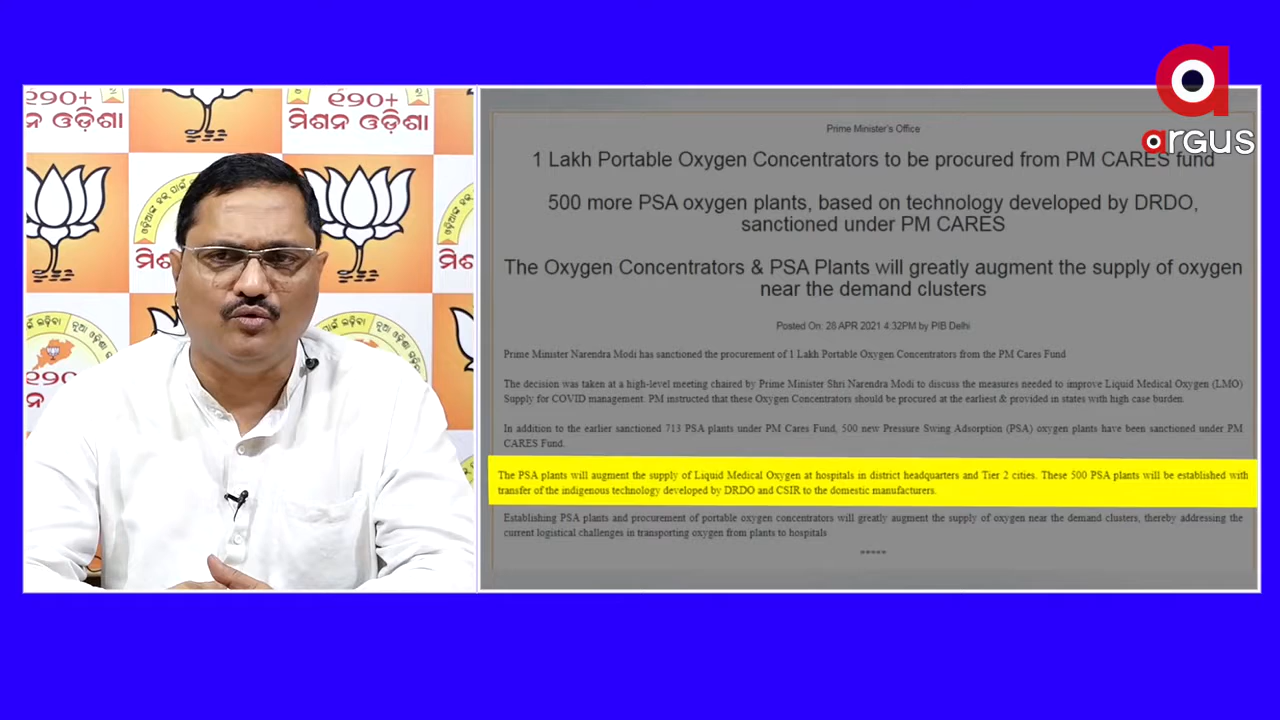 ୧୨୦+
ମିଶନ ଓଡ଼ିଶା
୧୨୦+
ନ ଓଡ଼ିଶା
argus
Prime Minister's Office
1 Lakh Portable Oxygen Concentrators to be procured from PM CARES fund
500 more PSA oxygen plants, based on technology developed by DRDO,
sanctioned under PM CARES
The Oxygen Concentrators & PSA Plants will greatly augment the supply of oxygen
near the demand clusters
Posted On: 28 APR 2021 4:32PM by PIB Delhi
Prime Minister Narendra Modi has sanctioned the procurement of 1 Lakh Portable Oxygen Concentrators from the PM Cares Fund
The decision was taken at a high-level meeting chaired by Prime Minister Shri Narendra Modi to discuss the measures needed to improve Liquid Medical Oxygen (LMO)
Supply for COVID management. PM instructed that these Oxygen Concentrators should be procured at the earliest & provided in states with high case burden.
In addition to the earlier sanctioned 713 PSA plants under PM Cares Fund, 500 new Pressure Swing Adsorption (PSA) oxygen plants have been sanctioned under PM
CARES Fund.
The PSA plants will augment the supply of Liquid Medical Oxygen at hospitals in district headquarters and Tier 2 cities. These 500 PSA plants will be established with
transfer of the indigenous technology developed by DRDO and CSIR to the domestic manufacturers.
Establishing PSA plants and procurement of portable oxygen concentrators will greatly augment the supply of oxygen near the demand clusters, thereby addressing the
current logistical challenges in transporting oxygen from plants to hospitals
*****